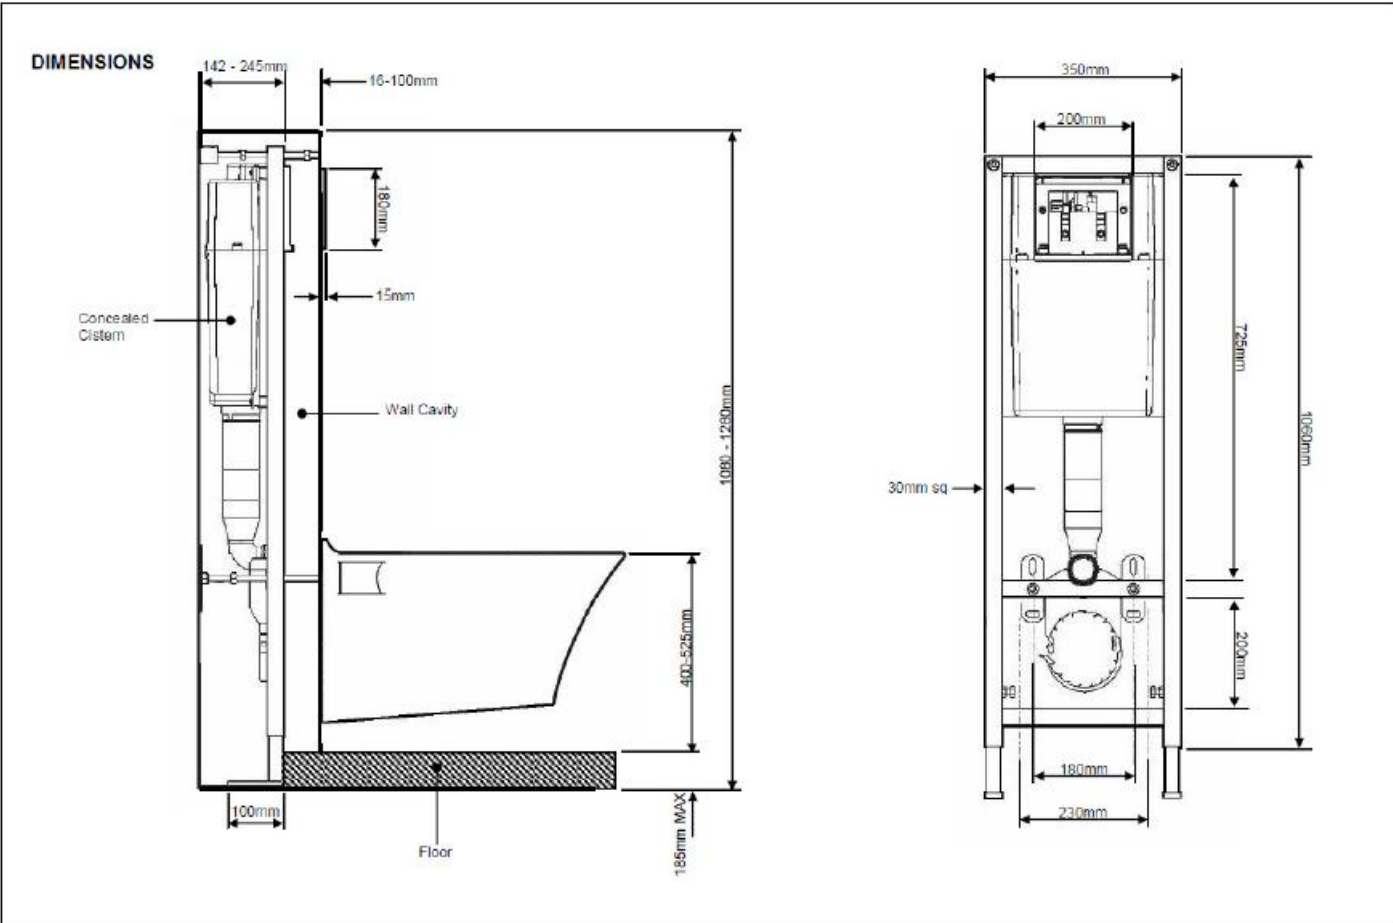 DIMENSIONS
142 - 245mm
16-100mm
180mm
15mm
Concealed
Cistern
Wall Cavity
1080 - 1280mm
400-525mm
100mm
Floor
185mm MAX
350mm
200mm
725mm
1060mm
30mm sq
200mm
180mm
230mm